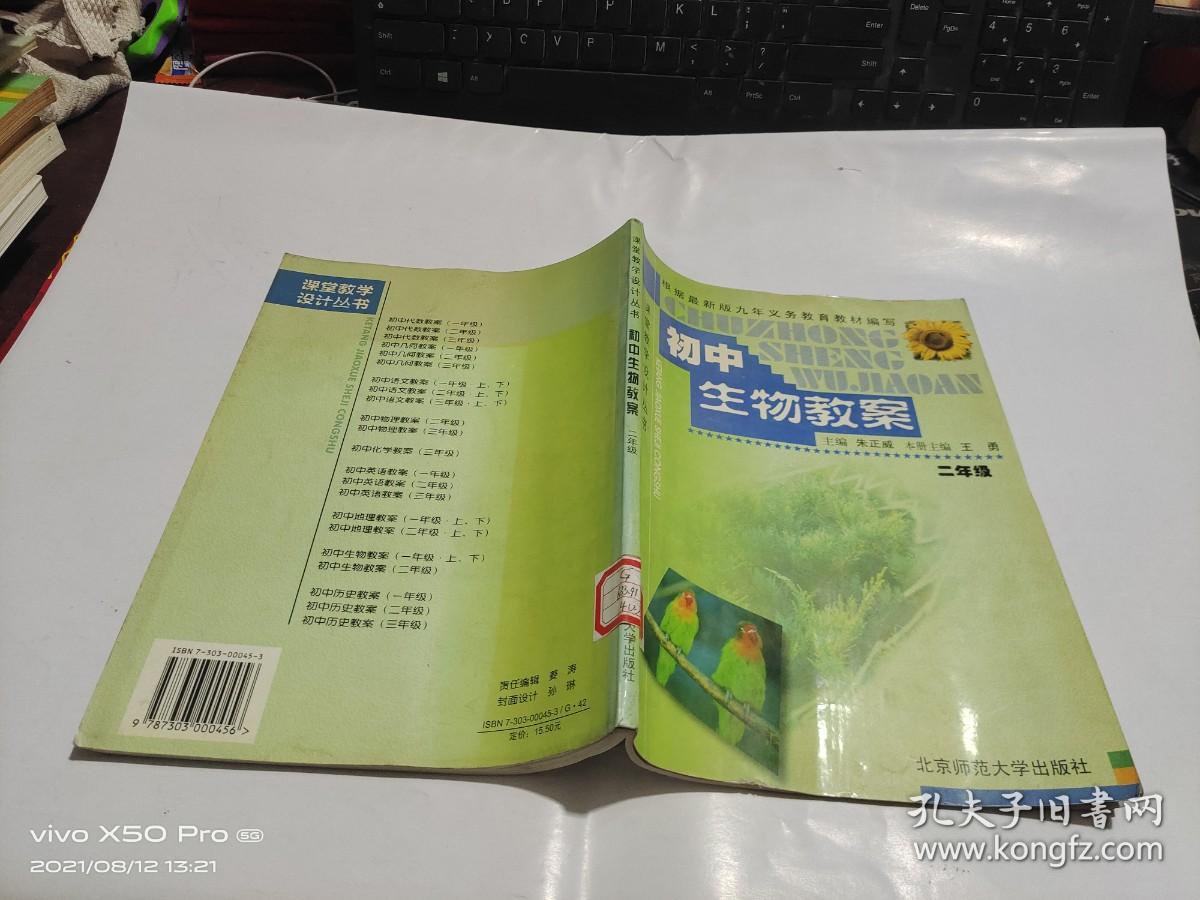 课堂教学
设计丛书
KETANG JIAOXUE SHEJI CONGSHU
初中代数教案（一年级）
初中代数教案（二年级）
初中代数教案（三年级）
初中几何教案（一年级）
初中几何教案（二年级）
初中几何教案（三年级）
初中语文教案（一年级·上、下）
初中语文教案（二年级·上、下）
初中语文教案（三年级·上、下）
初中物理教案（二年级）
初中物理教案（三年级）
初中化学教案（三年级）
初中英语教案（一年级）
初中英语教案（二年级）
初中英语教案（三年级）
初中地理教案（一年级·上、下）
初中地理教案（二年级·上、下）
初中生物教案（一年级·上、下）
初中生物教案（二年级）
初中历史教案（一年级）
初中历史教案（二年级）
初中历史教案（三年级）
ISBN 7-303-00045-3
9 787303 000456 >
责任编辑 蔡 涛
封面设计 孙 琳
ISBN 7-303-00045-3 / G · 42
定价：15.50元
课堂教学设计丛书
初中生物教案
二年级
大学出版社
根据最新版九年义务教育教材编写
CHUZHONG
SHENG
WUJIAOAN
初中
生物教案
主编 朱正威 本册主编 王 勇
二年级
课堂教学设计丛书
北京师范大学出版社
孔夫子旧书网
www.kongfz.com
vivo X50 Pro 5G
2021/08/12 13:21